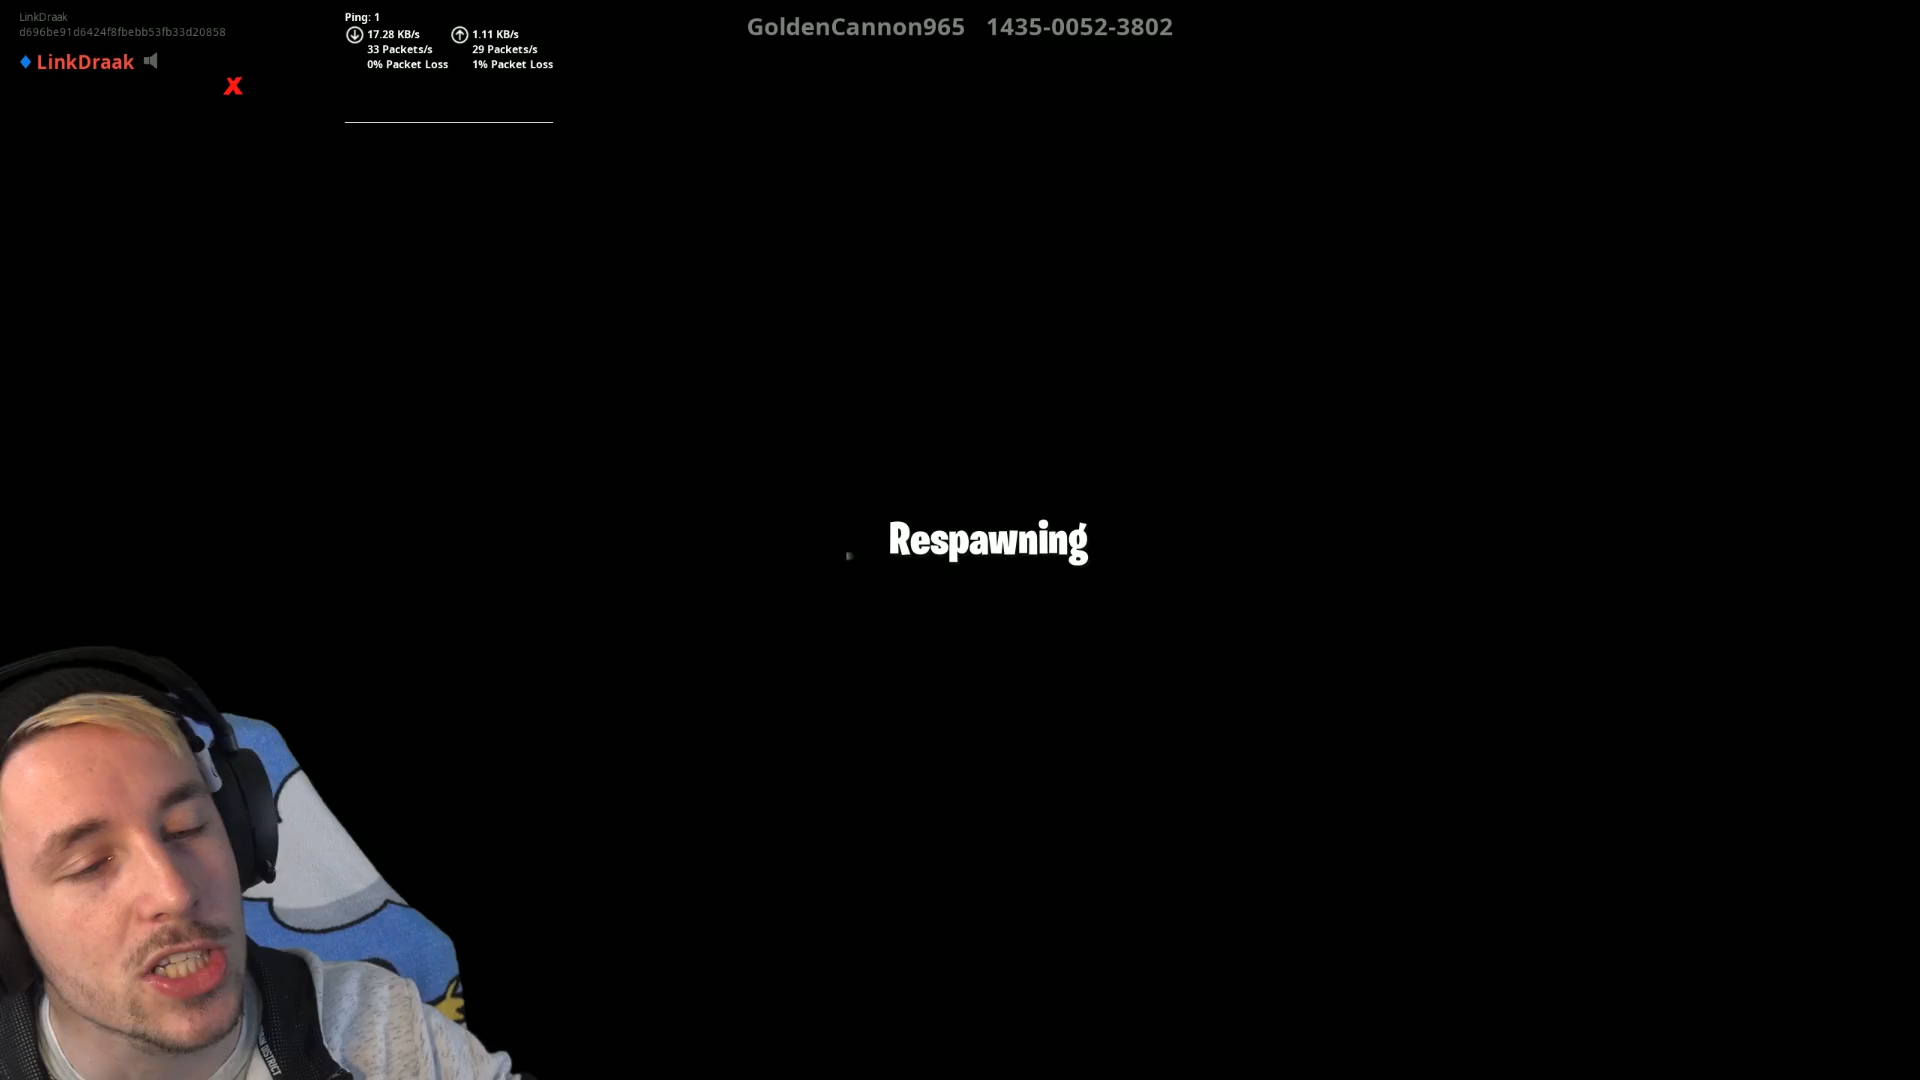 LinkDraak
d696be91d6424f8fbebb53fb33d20858
LinkDraak
X
Ping: 1
17.28 KB/s 1.11 KB/s
33 Packets/s 29 Packets/s
0% Packet Loss 1% Packet Loss
GoldenCannon965 1435-0052-3802
Respawning
DISTRICT